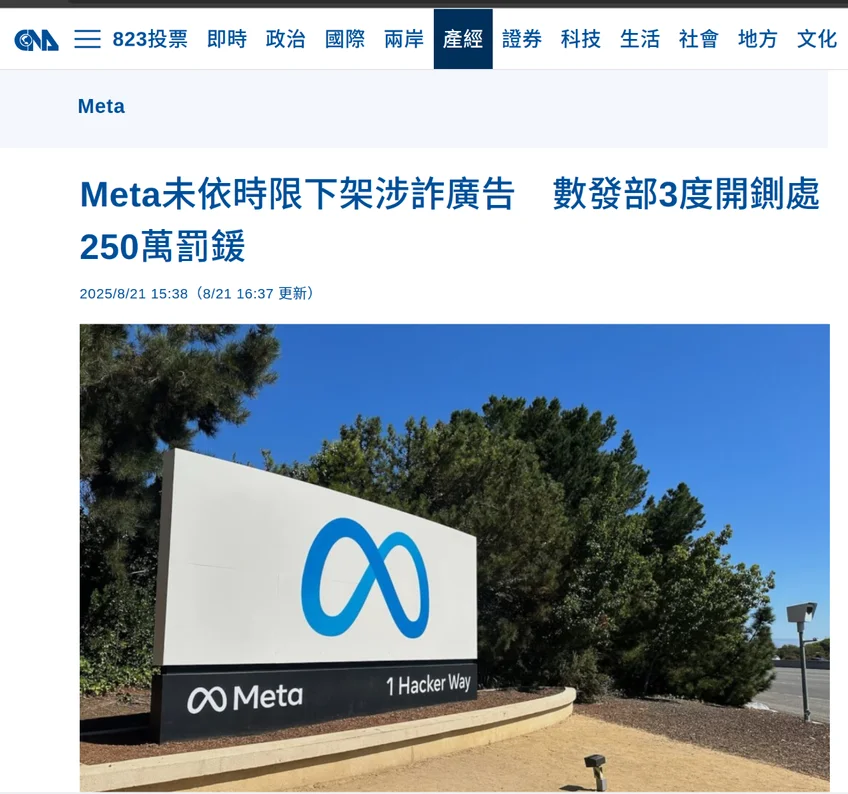 CNA 823投票 即時 政治 國際 兩岸 產經 證券 科技 生活 社會 地方 文化
Meta
Meta未依時限下架涉詐廣告　數發部3度開鍘處
250萬罰鍰
2025/8/21 15:38（8/21 16:37 更新）
Meta 1 Hacker Way